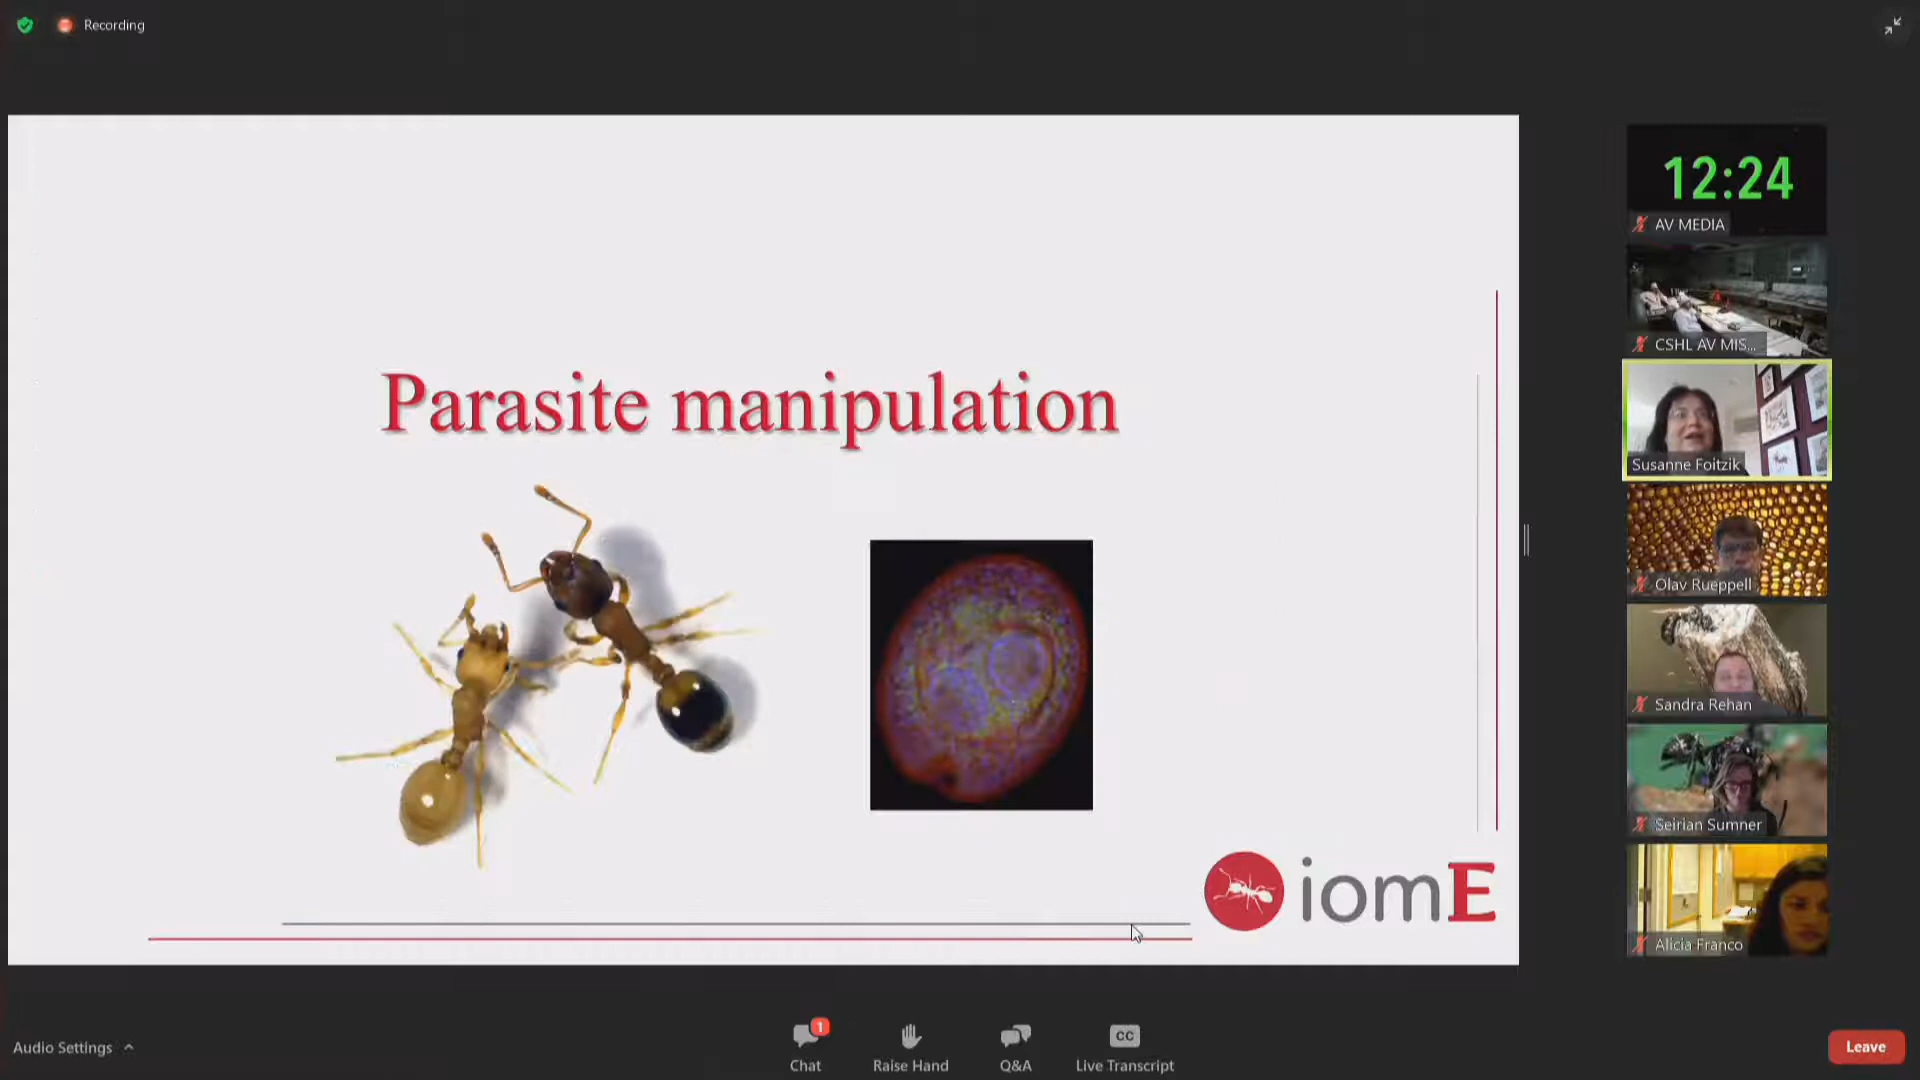 Recording
Parasite manipulation
iomE
12:24
AV MEDIA
CSHL AV MIS...
Susanne Foitzik
Olav Rueppell
Sandra Rehan
Seirian Sumner
Alicia Franco
Audio Settings
1
Chat
Raise Hand
Q&A
CC
Live Transcript
Leave